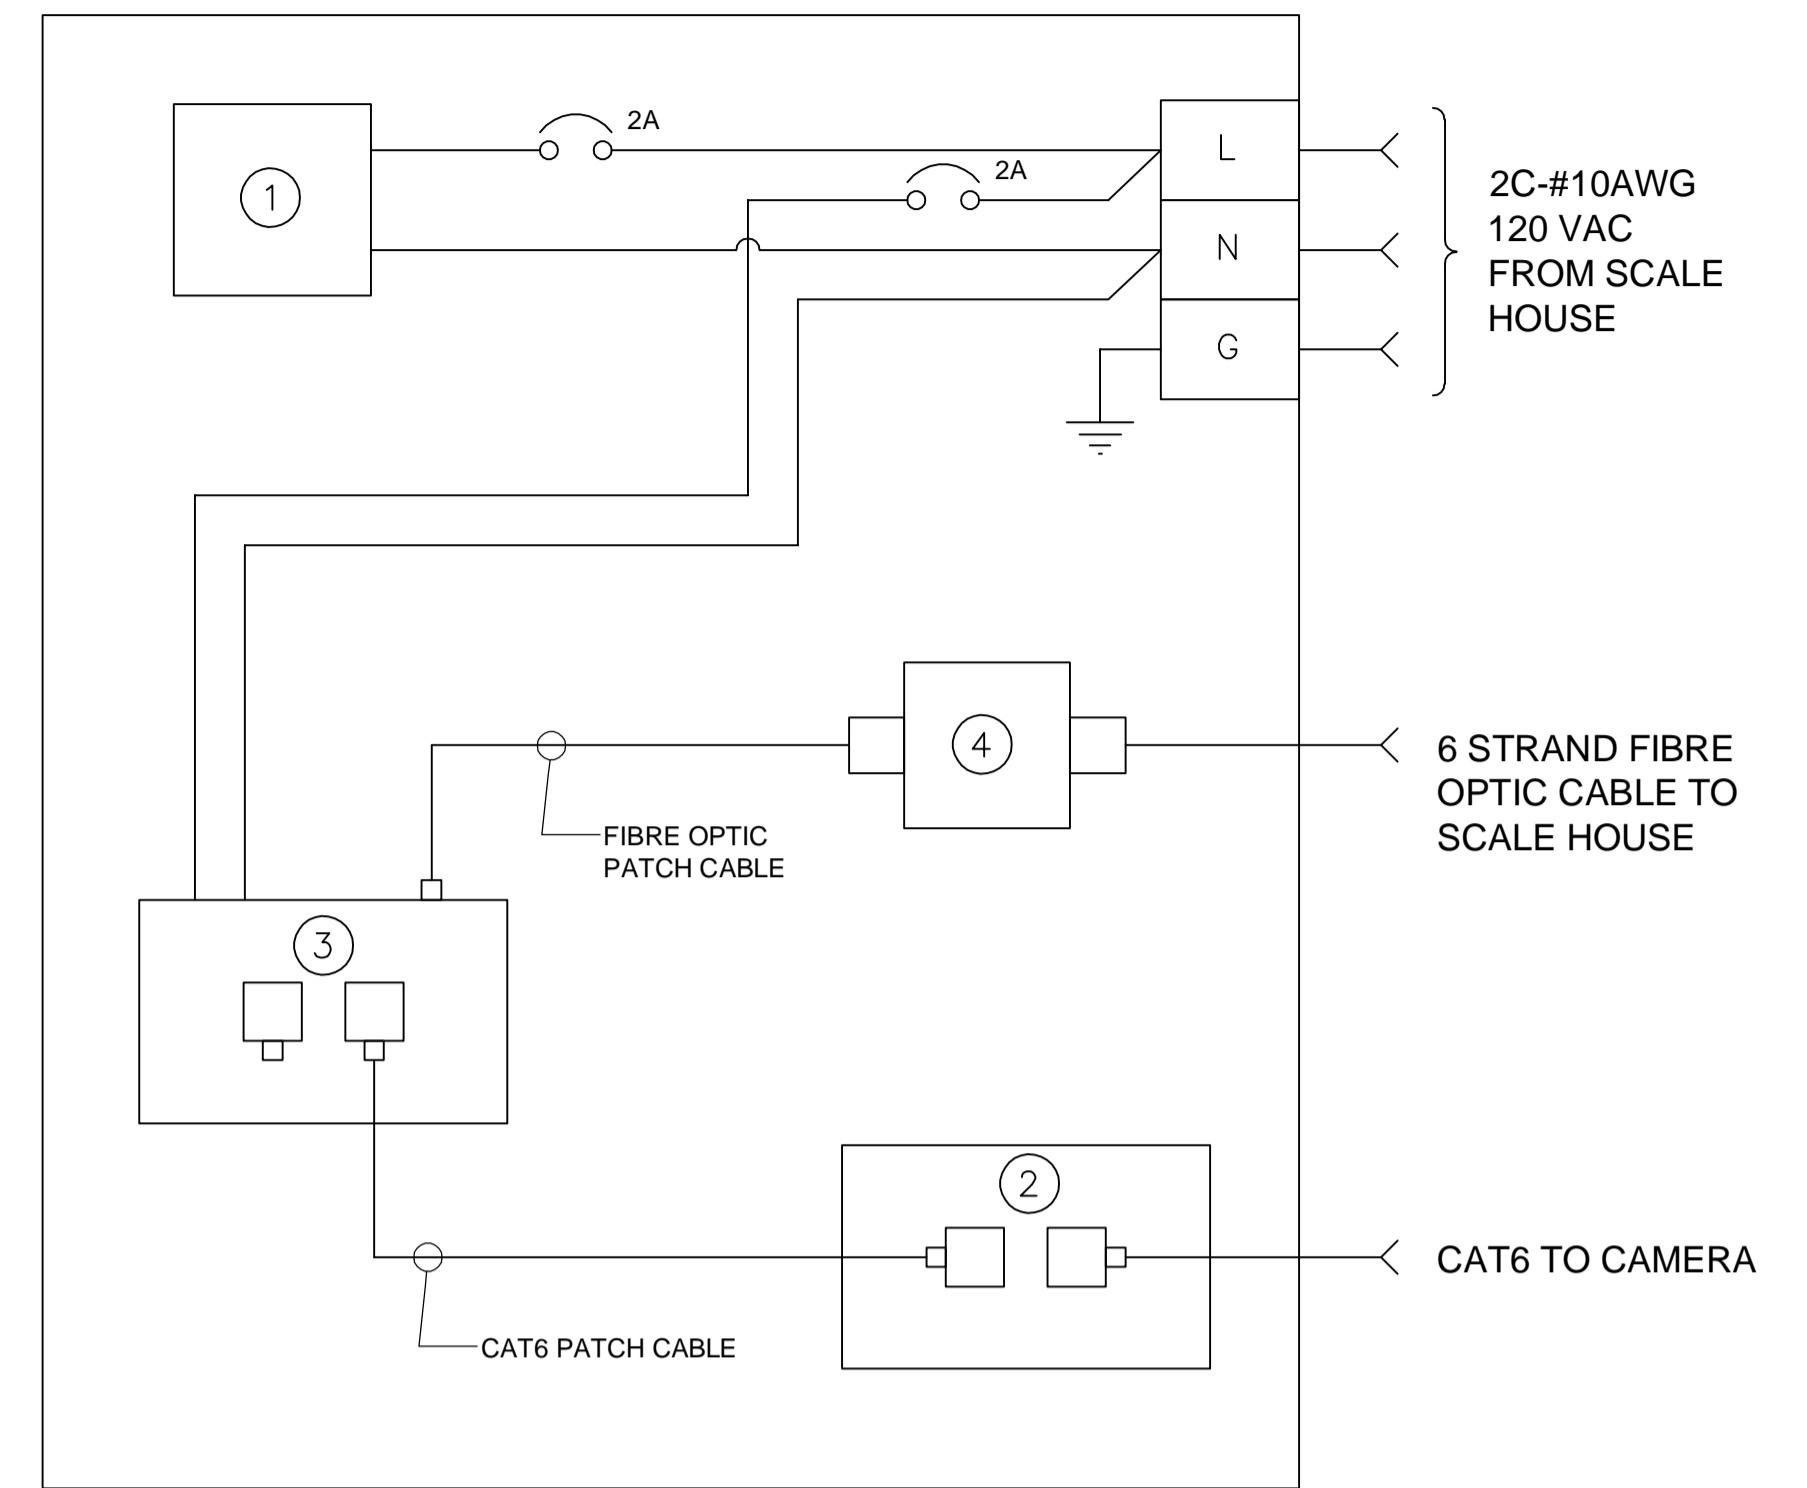 2A
1
L
2A
2C-#10AWG
120 VAC
FROM SCALE
HOUSE
N
G
4
6 STRAND FIBRE
OPTIC CABLE TO
SCALE HOUSE
FIBRE OPTIC
PATCH CABLE
3
2
CAT6 TO CAMERA
CAT6 PATCH CABLE